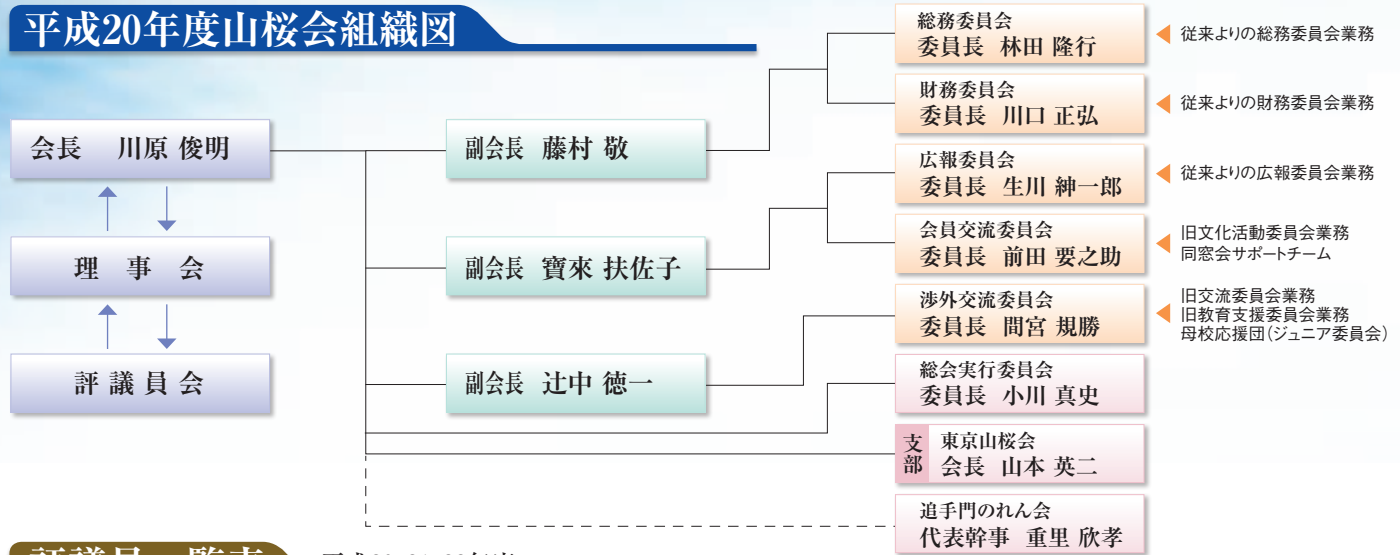 平成20年度山桜会組織図
会長 川原 俊明
理 事 会
評 議 員 会
副会長 藤村 敬
副会長 寶來 扶佐子
副会長 辻中 徳一
総務委員会
委員長 林田 隆行
従来よりの総務委員会業務
財務委員会
委員長 川口 正弘
従来よりの財務委員会業務
広報委員会
委員長 生川 紳一郎
従来よりの広報委員会業務
会員交流委員会
委員長 前田 要之助
旧文化活動委員会業務
同窓会サポートチーム
渉外交流委員会
委員長 間宮 規勝
旧交流委員会業務
旧教育支援委員会業務
母校応援団(ジュニア委員会)
総会実行委員会
委員長 小川 真史
支部
東京山桜会
会長 山本 英二
追手門のれん会
代表幹事 重里 欣孝
評議員一覧表